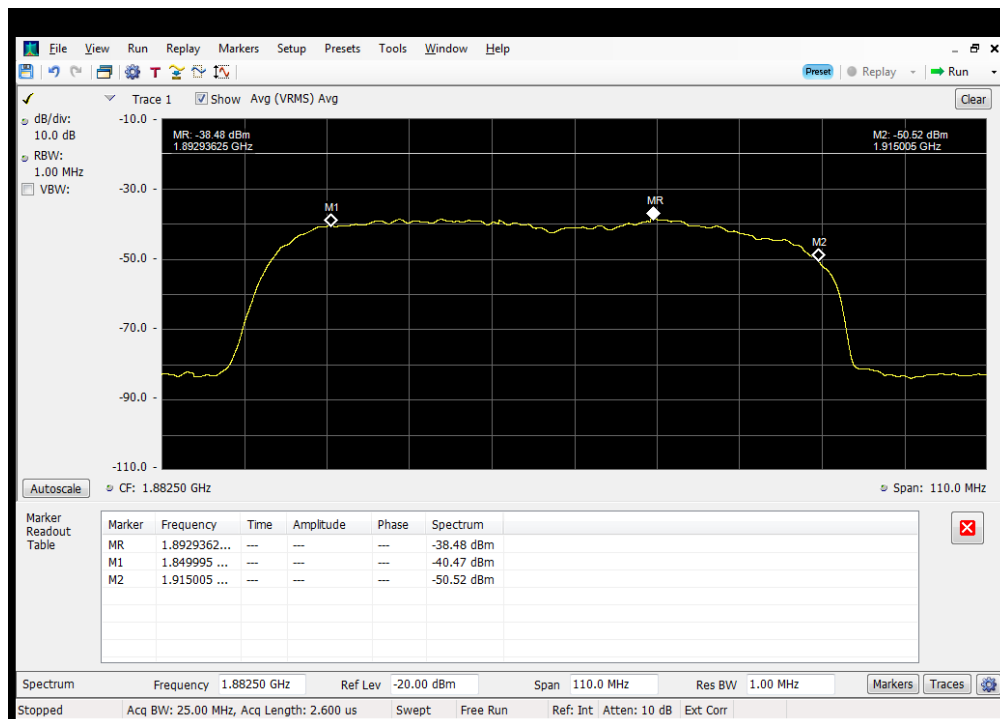 File View Run Replay Markers Setup Presets Tools Window Help
T Preset Replay Run
Trace 1 Show Avg (VRMS) Avg Clear
dB/div:
10.0 dB
RBW:
1.00 MHz
VBW:
-10.0 -
-30.0 -
-50.0 -
-70.0 -
-90.0 -
-110.0 -
MR: -38.48 dBm
1.89293625 GHz
M2: -50.52 dBm
1.915005 GHz
M1
MR
M2
Autoscale CF: 1.88250 GHz Span: 110.0 MHz
Marker
Readout
Table
Marker Frequency Time Amplitude Phase Spectrum
MR 1.8929362... --- --- --- -38.48 dBm
M1 1.849995 ... --- --- --- -40.47 dBm
M2 1.915005 ... --- --- --- -50.52 dBm
Spectrum Frequency 1.88250 GHz Ref Lev -20.00 dBm Span 110.0 MHz Res BW 1.00 MHz Markers Traces
Stopped Acq BW: 25.00 MHz, Acq Length: 2.600 us Swept Free Run Ref: Int Atten: 10 dB Ext Corr